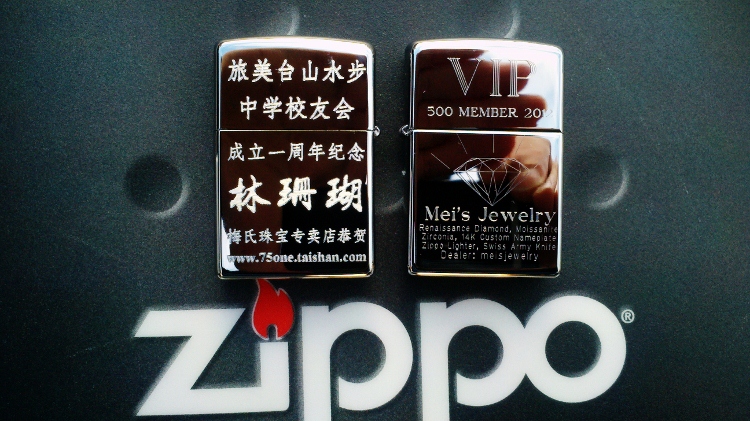 旅美台山水步
中学校友会
成立一周年纪念
林珊瑚
梅氏珠宝专卖店恭贺
www.75one.taishan.com
VIP
500 MEMBER
Mei's Jewelry
Renaissance Diamond, Moissanite
Zirconia, 14K Custom Nameplate
Zippo Lighter, Swiss Army Knife
Dealer: meisjewelry
zippo®